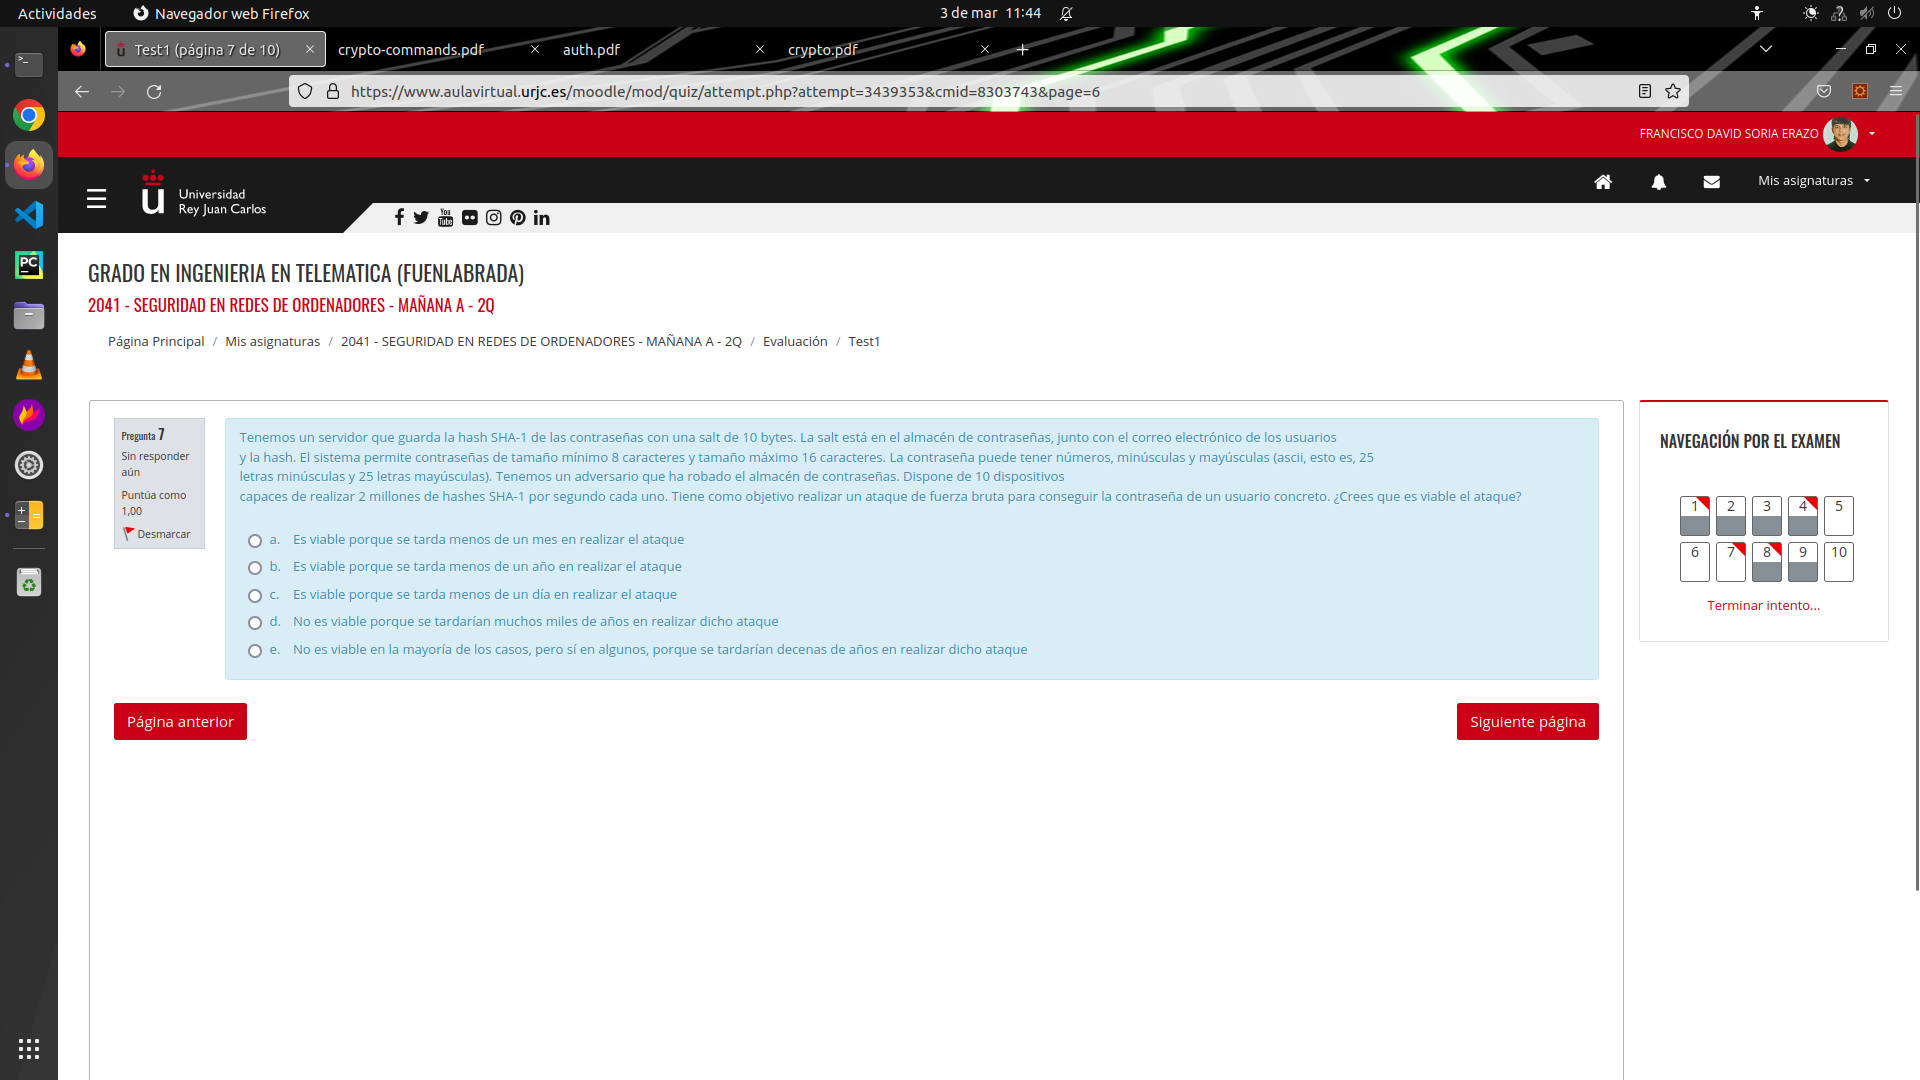 Actividades
Navegador web Firefox
3 de mar 11:44
Test1 (página 7 de 10)
crypto-commands.pdf
auth.pdf
crypto.pdf
https://www.aulavirtual.urjc.es/moodle/mod/quiz/attempt.php?attempt=3439353&cmid=8303743&page=6
FRANCISCO DAVID SORIA ERAZO
Universidad
Rey Juan Carlos
Mis asignaturas
GRADO EN INGENIERIA EN TELEMATICA (FUENLABRADA)
2041 - SEGURIDAD EN REDES DE ORDENADORES - MAÑANA A - 2Q
Página Principal / Mis asignaturas / 2041 - SEGURIDAD EN REDES DE ORDENADORES - MAÑANA A - 2Q / Evaluación / Test1
Pregunta 7
Sin responder
aún
Puntúa como
1,00
Desmarcar
Tenemos un servidor que guarda la hash SHA-1 de las contraseñas con una salt de 10 bytes. La salt está en el almacén de contraseñas, junto con el correo electrónico de los usuarios
y la hash. El sistema permite contraseñas de tamaño mínimo 8 caracteres y tamaño máximo 16 caracteres. La contraseña puede tener números, minúsculas y mayúsculas (ascii, esto es, 25
letras minúsculas y 25 letras mayúsculas). Tenemos un adversario que ha robado el almacén de contraseñas. Dispone de 10 dispositivos
capaces de realizar 2 millones de hashes SHA-1 por segundo cada uno. Tiene como objetivo realizar un ataque de fuerza bruta para conseguir la contraseña de un usuario concreto. ¿Crees que es viable el ataque?
a. Es viable porque se tarda menos de un mes en realizar el ataque
b. Es viable porque se tarda menos de un año en realizar el ataque
c. Es viable porque se tarda menos de un día en realizar el ataque
d. No es viable porque se tardarían muchos miles de años en realizar dicho ataque
e. No es viable en la mayoría de los casos, pero sí en algunos, porque se tardarían decenas de años en realizar dicho ataque
Página anterior
Siguiente página
NAVEGACIÓN POR EL EXAMEN
1 2 3 4 5
6 7 8 9 10
Terminar intento...